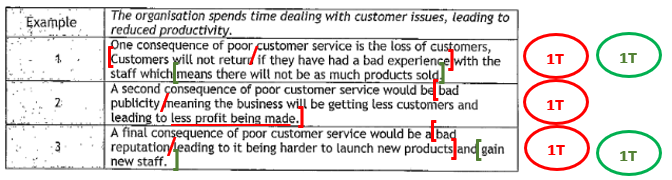 Example
The organisation spends time dealing with customer issues, leading to
reduced productivity.
1
One consequence of poor customer service is the loss of customers,
Customers will not return if they have had a bad experience with the
staff which means there will not be as much products sold.
1T
1T
2
A second consequence of poor customer service would be bad
publicity meaning the business will be getting less customers and
leading to less profit being made.
1T
3
A final consequence of poor customer service would be a bad
reputation leading to it being harder to launch new products and gain
new staff.
1T
1T